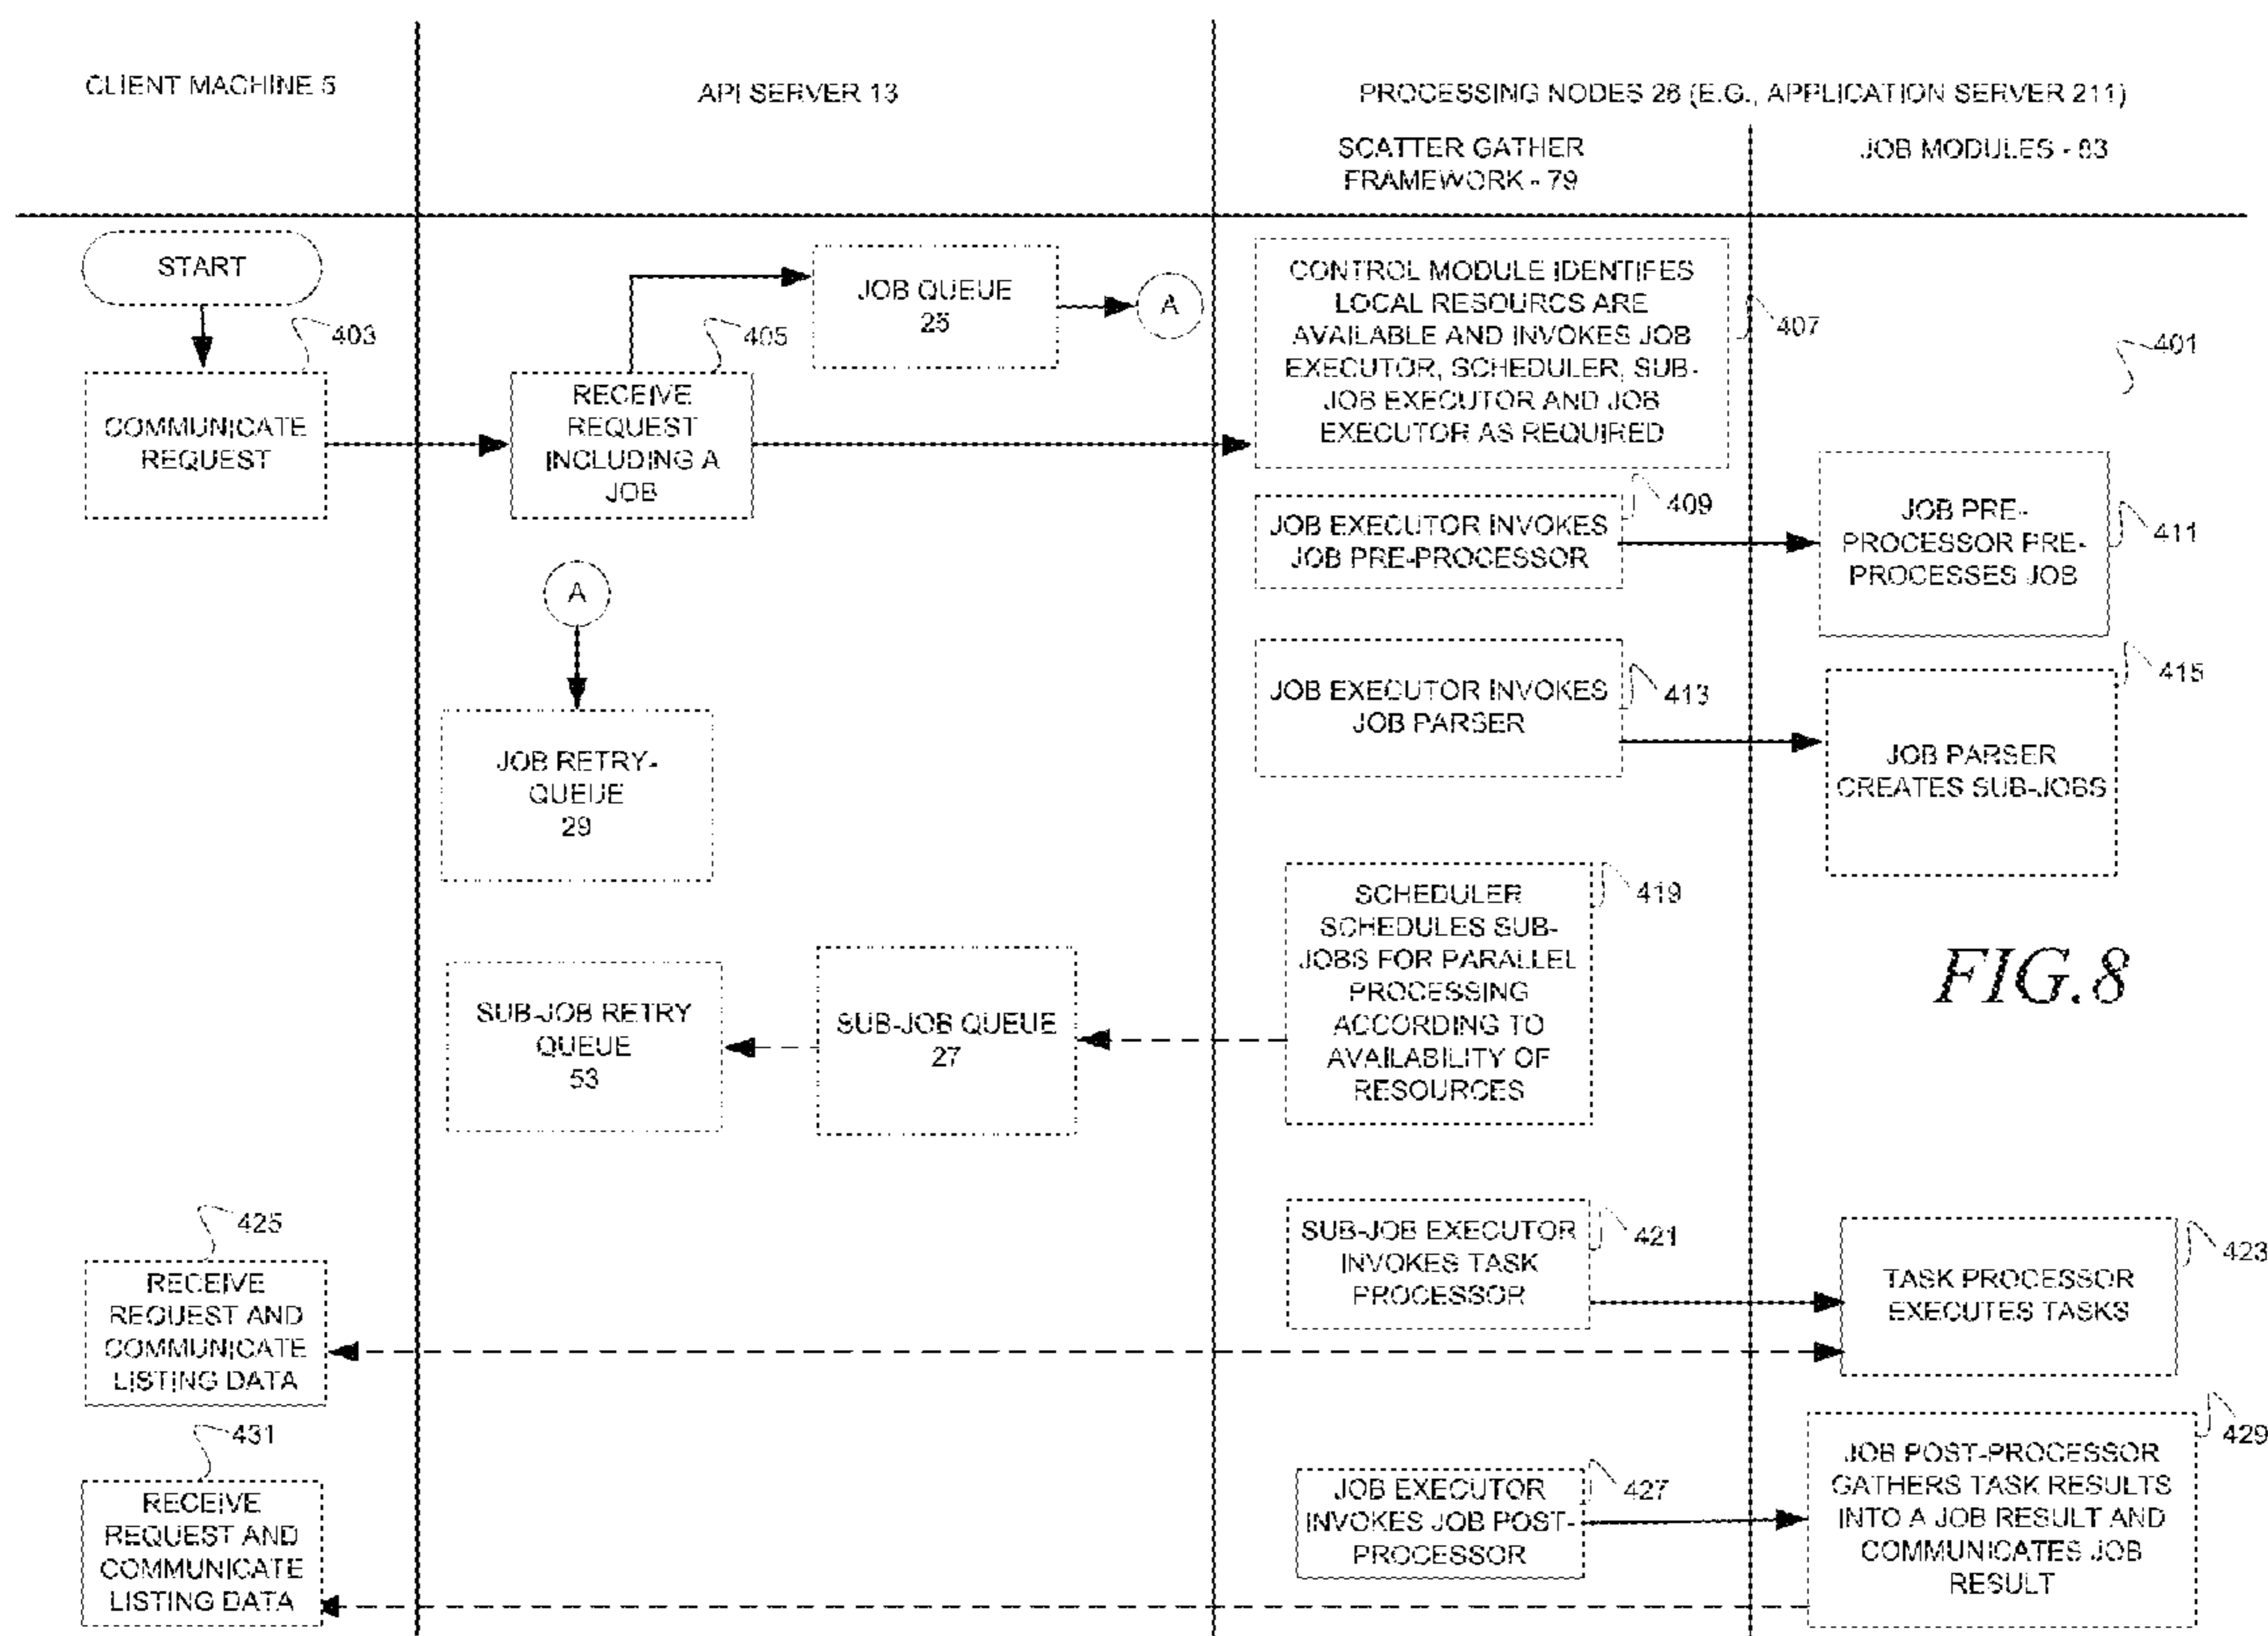 CLIENT MACHINE 5
API SERVER 13
PROCESSING NODES 26 (E.G., APPLICATION SERVER 211)
SCATTER GATHER
FRAMEWORK - 79
JOB MODULES - 83
START
403
COMMUNICATE
REQUEST
405
RECEIVE
REQUEST
INCLUDING A
JOB
JOB QUEUE
25
A
CONTROL MODULE IDENTIFES
LOCAL RESOURCS ARE
AVAILABLE AND INVOKES JOB
EXECUTOR, SCHEDULER, SUB-
JOB EXECUTOR AND JOB
EXECUTOR AS REQUIRED
407
401
409
JOB EXECUTOR INVOKES
JOB PRE-PROCESSOR
JOB PRE-
PROCESSOR PRE-
PROCESSES JOB
411
A
JOB RETRY-
QUEUE
29
JOB EXECUTOR INVOKES
JOB PARSER
413
415
JOB PARSER
CREATES SUB-JOBS
SCHEDULER
SCHEDULES SUB-
JOBS FOR PARALLEL
PROCESSING
ACCORDING TO
AVAILABILITY OF
RESOURCES
419
SUB-JOB RETRY
QUEUE
53
SUB-JOB QUEUE
27
FIG.8
425
RECEIVE
REQUEST AND
COMMUNICATE
LISTING DATA
SUB-JOB EXECUTOR
INVOKES TASK
PROCESSOR
421
TASK PROCESSOR
EXECUTES TASKS
423
431
RECEIVE
REQUEST AND
COMMUNICATE
LISTING DATA
JOB EXECUTOR
INVOKES JOB POST-
PROCESSOR
427
JOB POST-PROCESSOR
GATHERS TASK RESULTS
INTO A JOB RESULT AND
COMMUNICATES JOB
RESULT
429